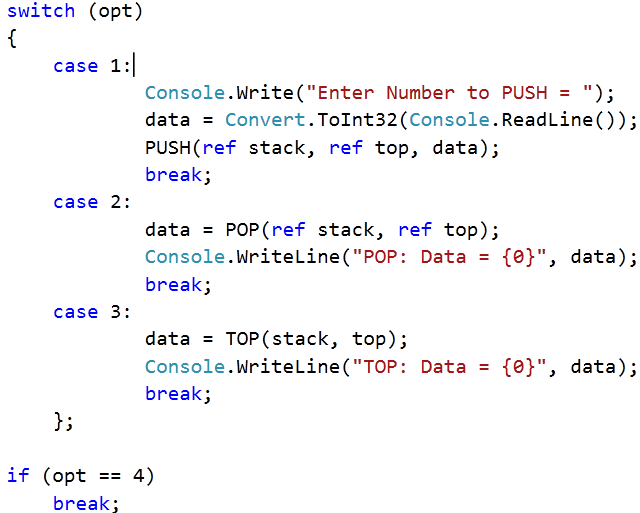 switch (opt)
{
case 1:
Console.Write("Enter Number to PUSH = ");
data = Convert.ToInt32(Console.ReadLine());
PUSH(ref stack, ref top, data);
break;
case 2:
data = POP(ref stack, ref top);
Console.WriteLine("POP: Data = {0}", data);
break;
case 3:
data = TOP(stack, top);
Console.WriteLine("TOP: Data = {0}", data);
break;
};
if (opt == 4)
break;